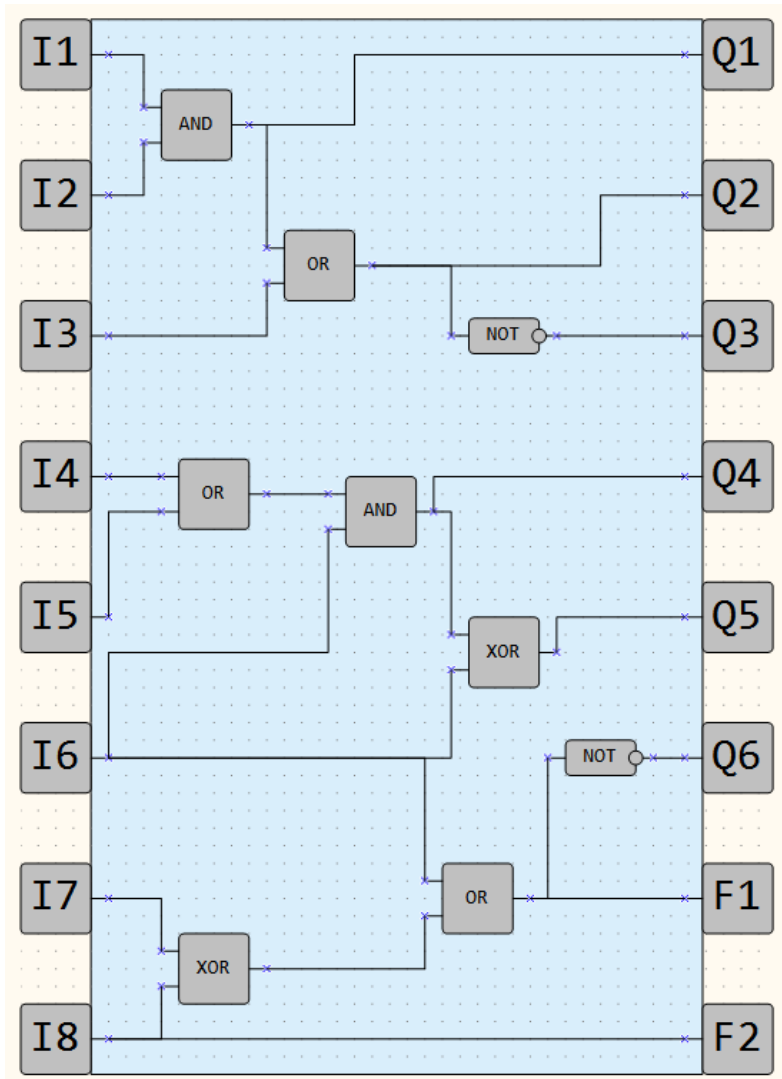 I1
Q1
AND
I2
Q2
OR
I3
NOT
Q3
I4
Q4
OR
AND
I5
Q5
XOR
I6
NOT
Q6
I7
OR
F1
XOR
I8
F2